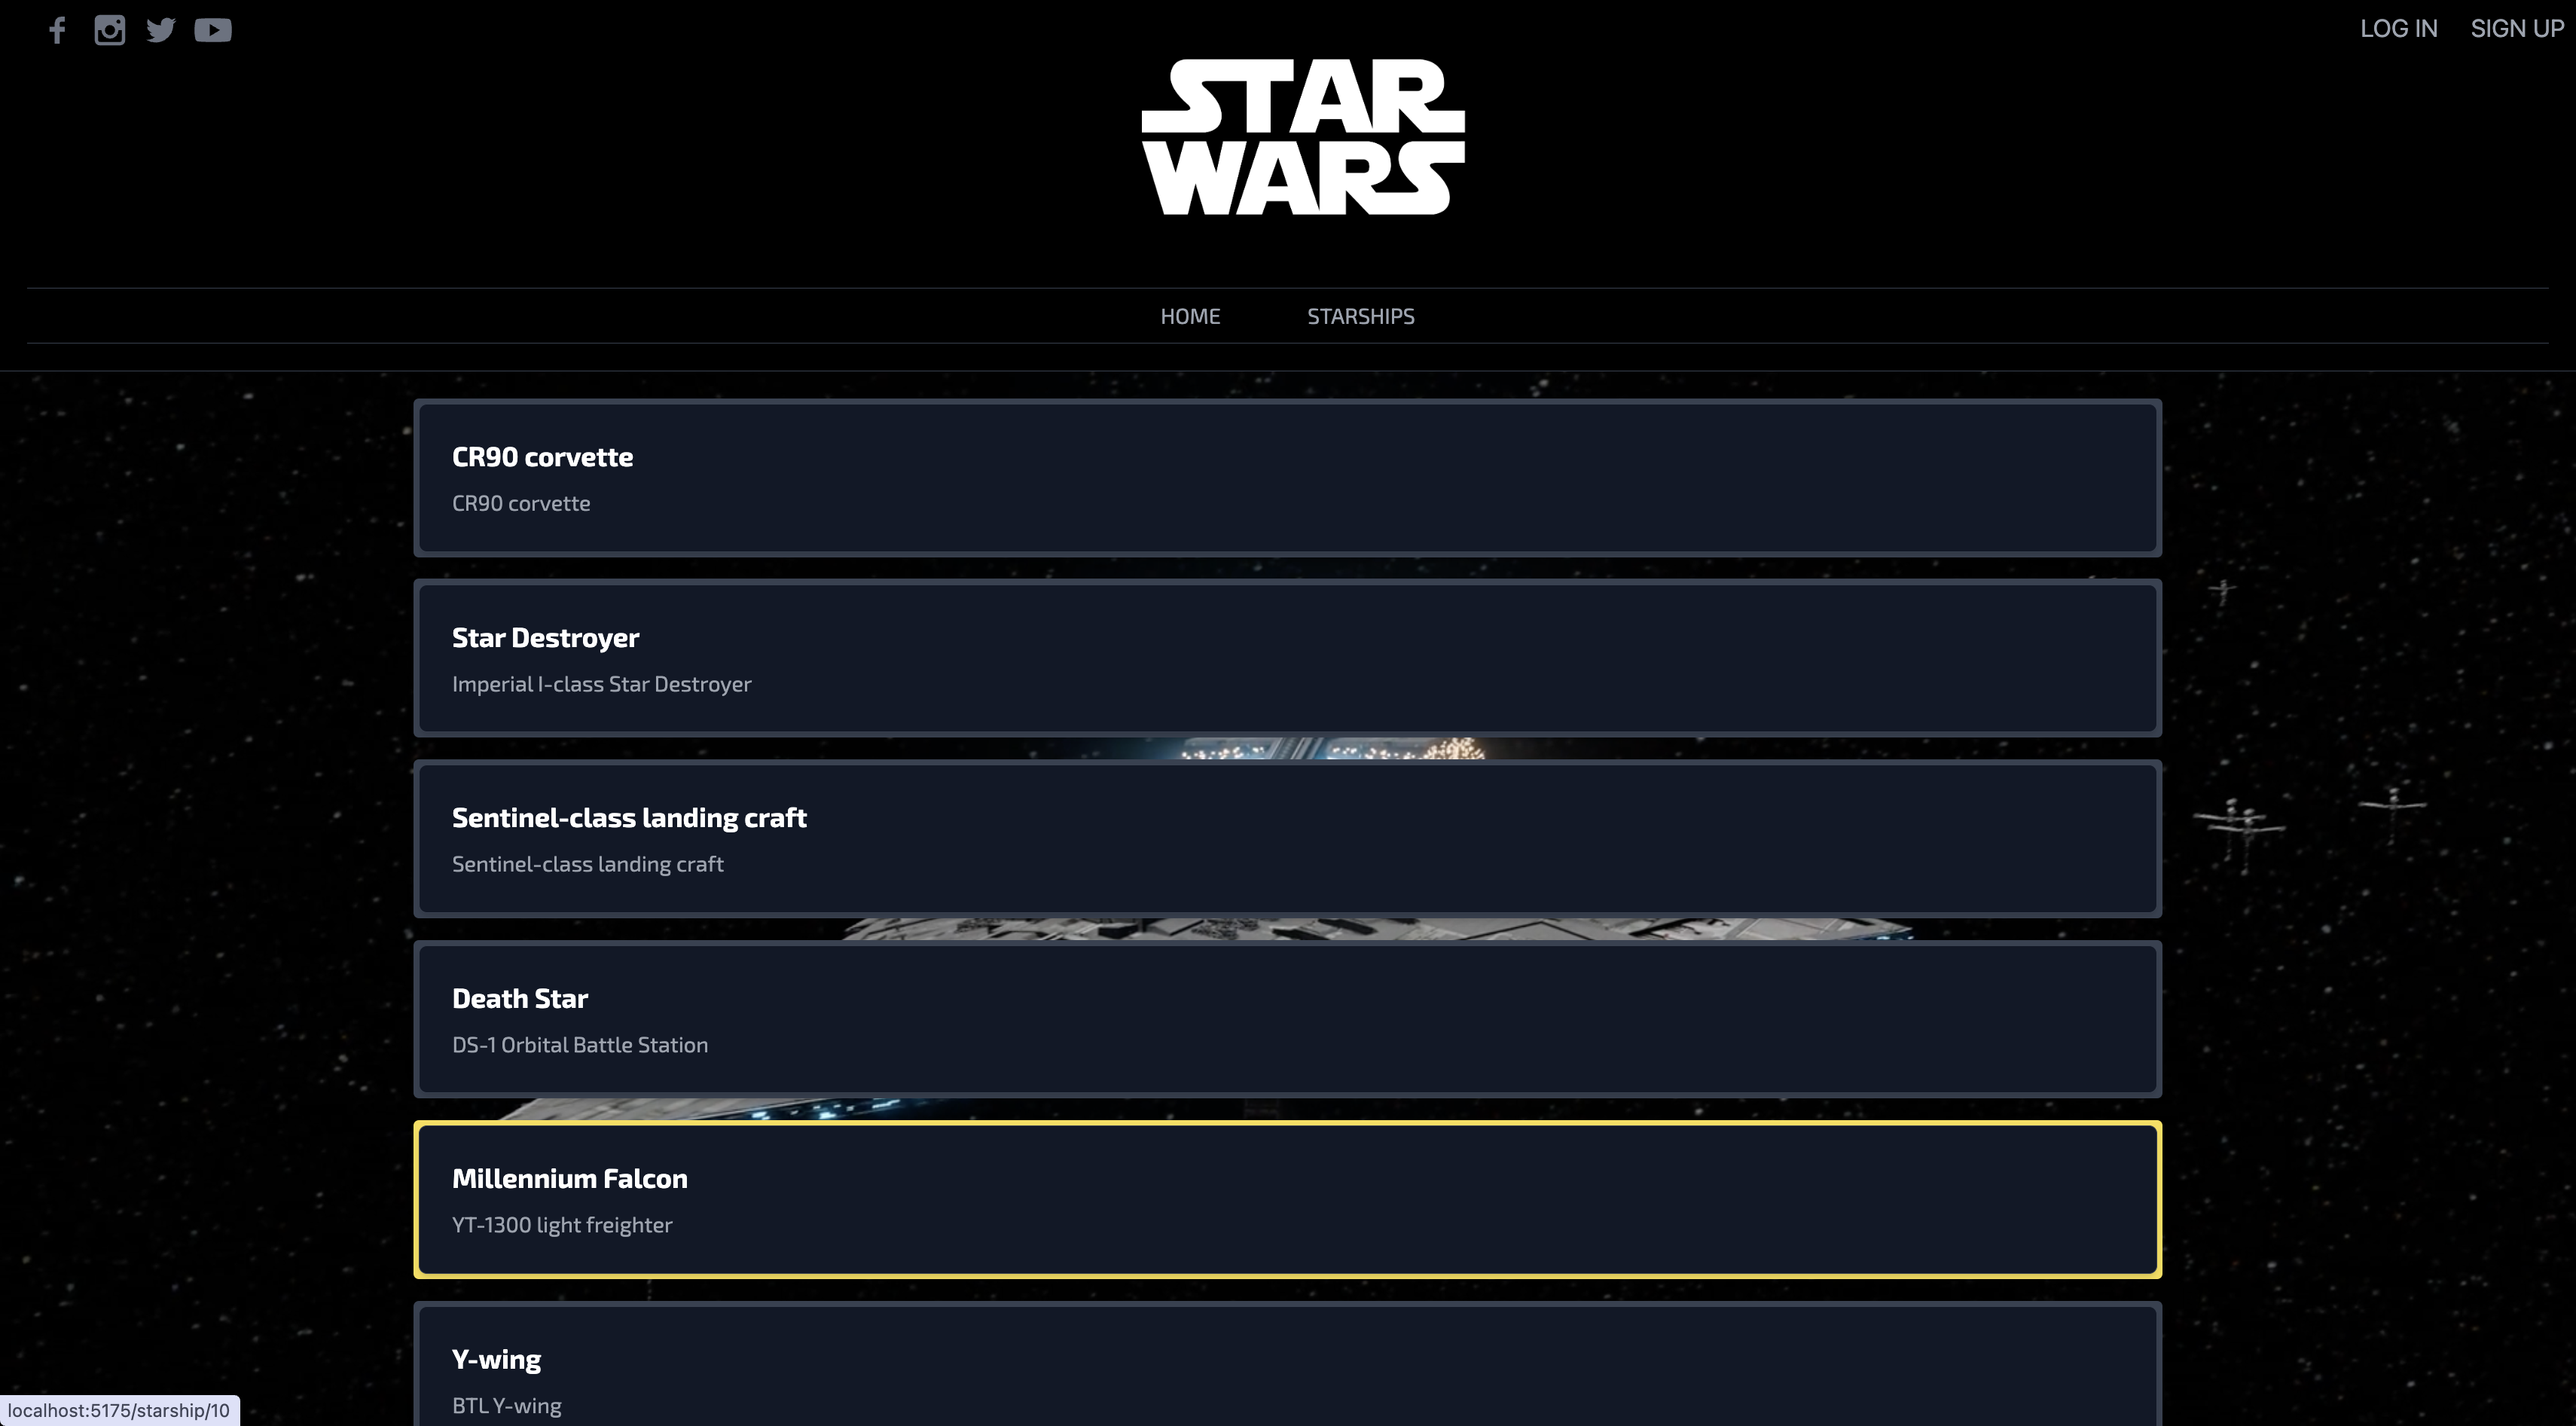 LOG IN SIGN UP
STAR
WARS
HOME STARSHIPS
CR90 corvette
CR90 corvette
Star Destroyer
Imperial I-class Star Destroyer
Sentinel-class landing craft
Sentinel-class landing craft
Death Star
DS-1 Orbital Battle Station
Millennium Falcon
YT-1300 light freighter
Y-wing
BTL Y-wing
localhost:5175/starship/10